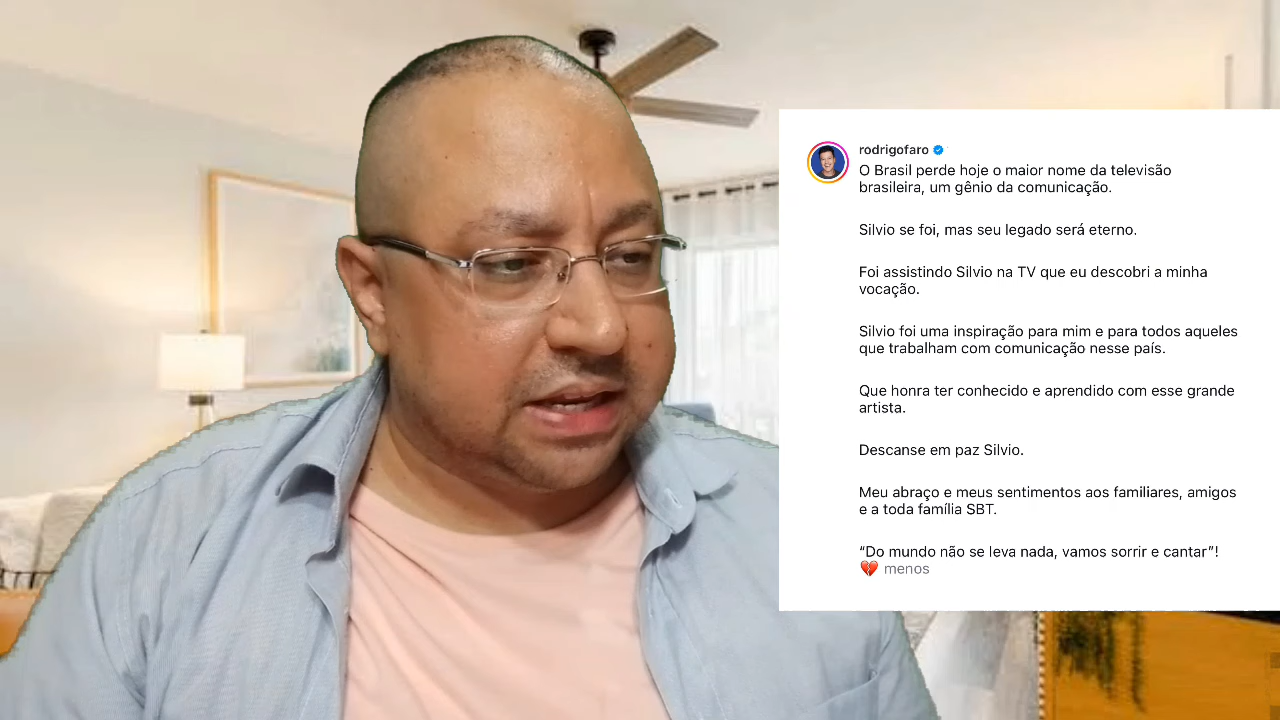 rodrigofaro
O Brasil perde hoje o maior nome da televisão
brasileira, um gênio da comunicação.
Silvio se foi, mas seu legado será eterno.
Foi assistindo Silvio na TV que eu descobri a minha
vocação.
Silvio foi uma inspiração para mim e para todos aqueles
que trabalham com comunicação nesse país.
Que honra ter conhecido e aprendido com esse grande
artista.
Descanse em paz Silvio.
Meu abraço e meus sentimentos aos familiares, amigos
e a toda família SBT.
“Do mundo não se leva nada, vamos sorrir e cantar”!
💔 menos